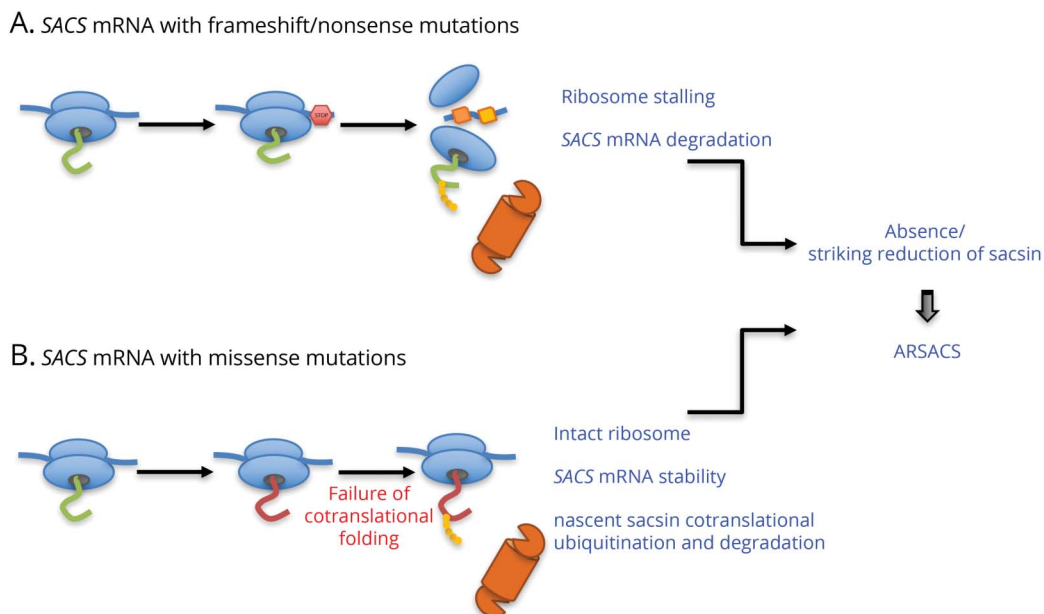 A. SACS mRNA with frameshift/nonsense mutations
STOP
Ribosome stalling
SACS mRNA degradation
Absence/
striking reduction of sacsin
ARSACS
B. SACS mRNA with missense mutations
Failure of
cotranslational
folding
Intact ribosome
SACS mRNA stability
nascent sacsin cotranslational
ubiquitination and degradation